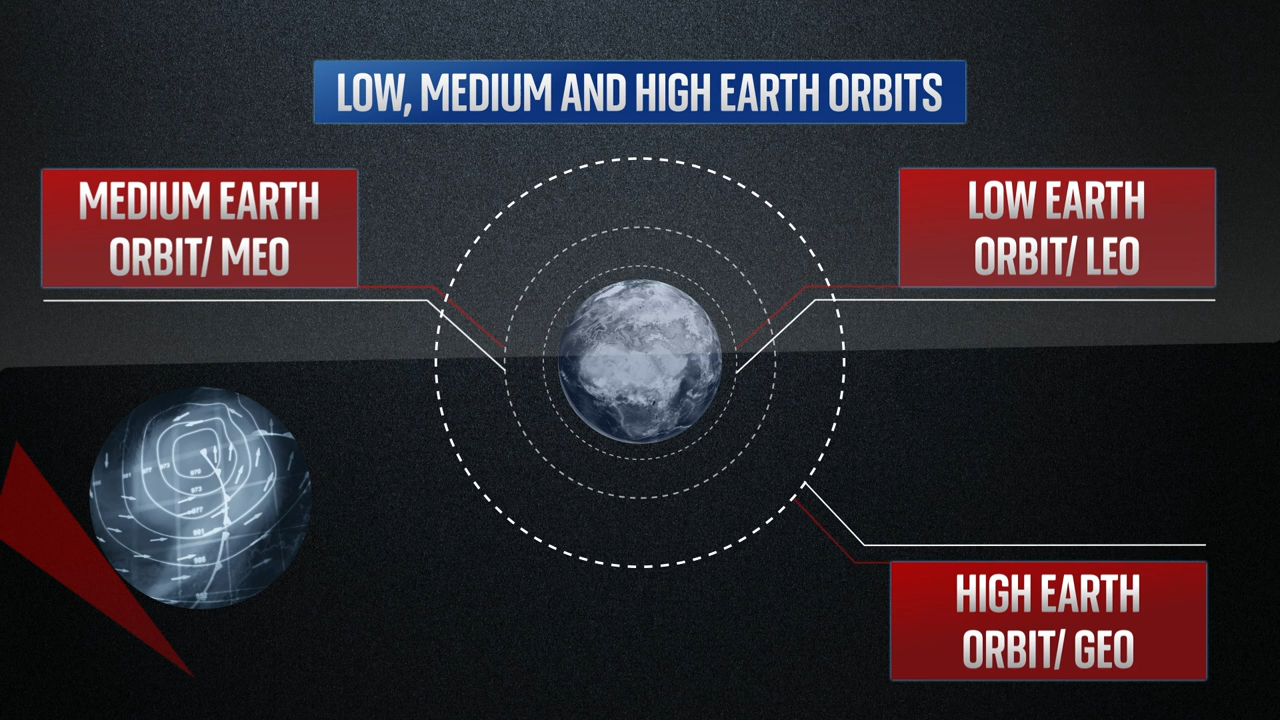 LOW, MEDIUM AND HIGH EARTH ORBITS
MEDIUM EARTH
ORBIT/ MEO
LOW EARTH
ORBIT/ LEO
HIGH EARTH
ORBIT/ GEO